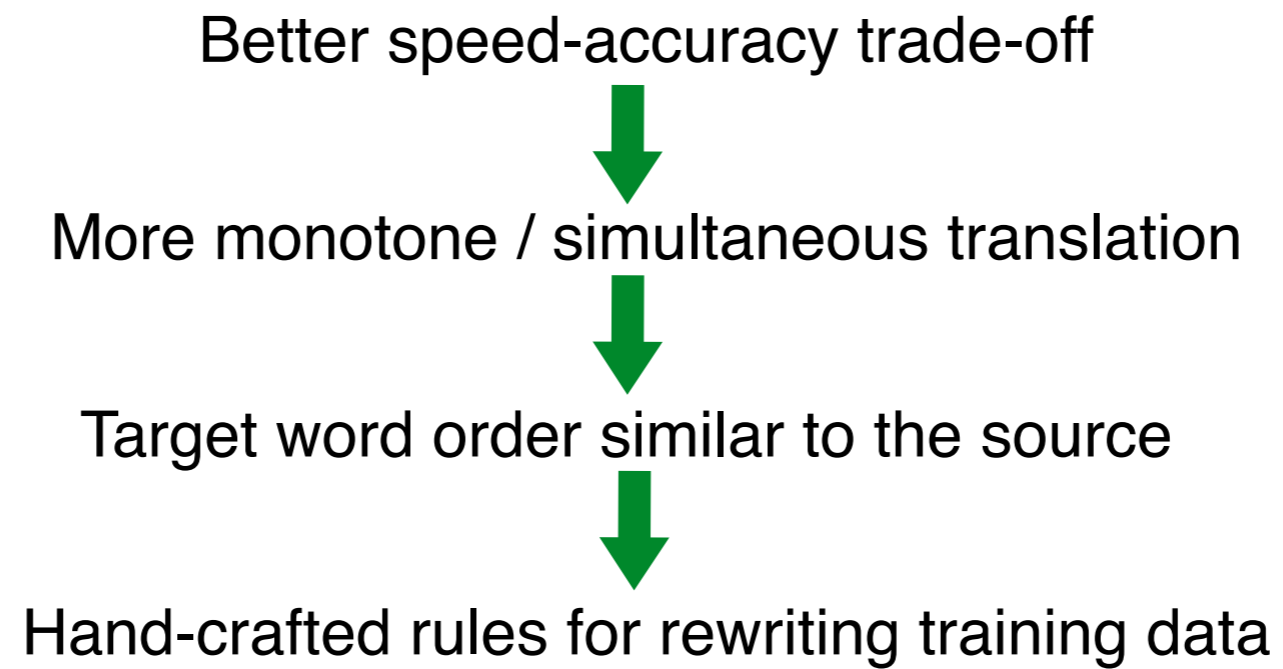 Better speed-accuracy trade-off
More monotone / simultaneous translation
Target word order similar to the source
Hand-crafted rules for rewriting training data